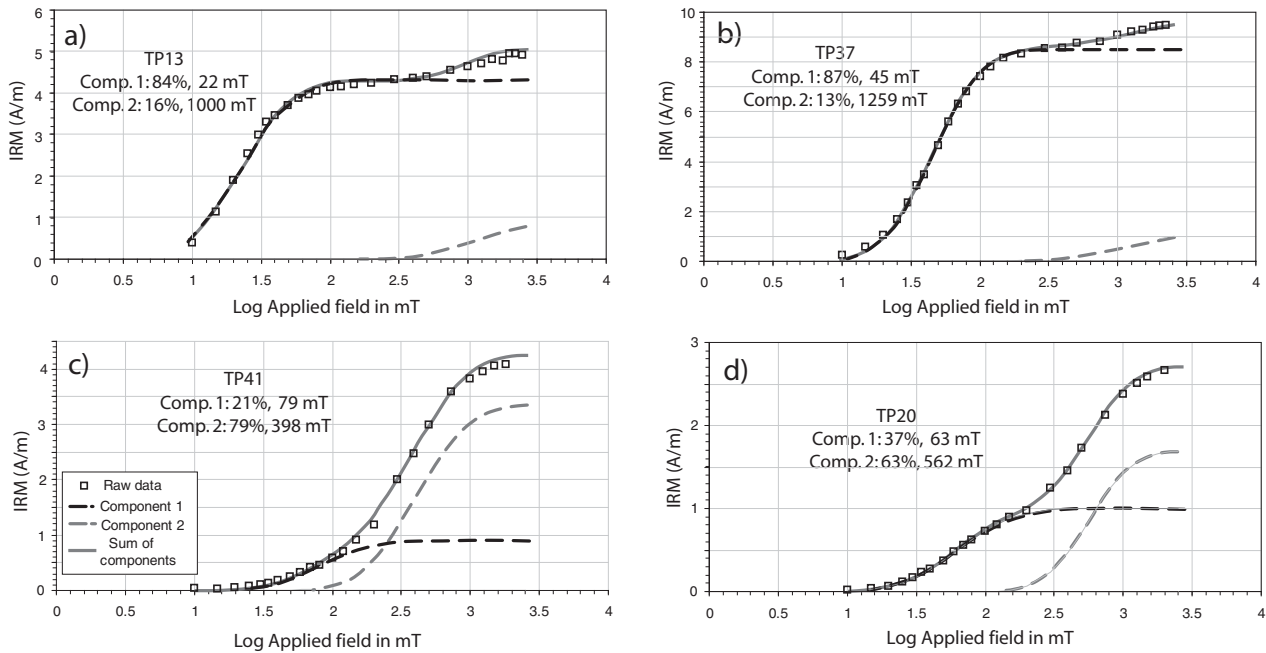 a)
TP13
Comp. 1: 84%, 22 mT
Comp. 2: 16%, 1000 mT
IRM (A/m)
6
5
4
3
2
1
0
0 0.5 1 1.5 2 2.5 3 3.5 4
Log Applied field in mT
b)
TP37
Comp. 1: 87%, 45 mT
Comp. 2: 13%, 1259 mT
IRM (A/m)
10
8
6
4
2
0
0 0.5 1 1.5 2 2.5 3 3.5 4
Log Applied field in mT
c)
TP41
Comp. 1: 21%, 79 mT
Comp. 2: 79%, 398 mT
Raw data
Component 1
Component 2
Sum of
components
IRM (A/m)
4
3
2
1
0
0 0.5 1 1.5 2 2.5 3 3.5 4
Log Applied field in mT
d)
TP20
Comp. 1: 37%, 63 mT
Comp. 2: 63%, 562 mT
IRM (A/m)
3
2
1
0
0 0.5 1 1.5 2 2.5 3 3.5 4
Log Applied field in mT